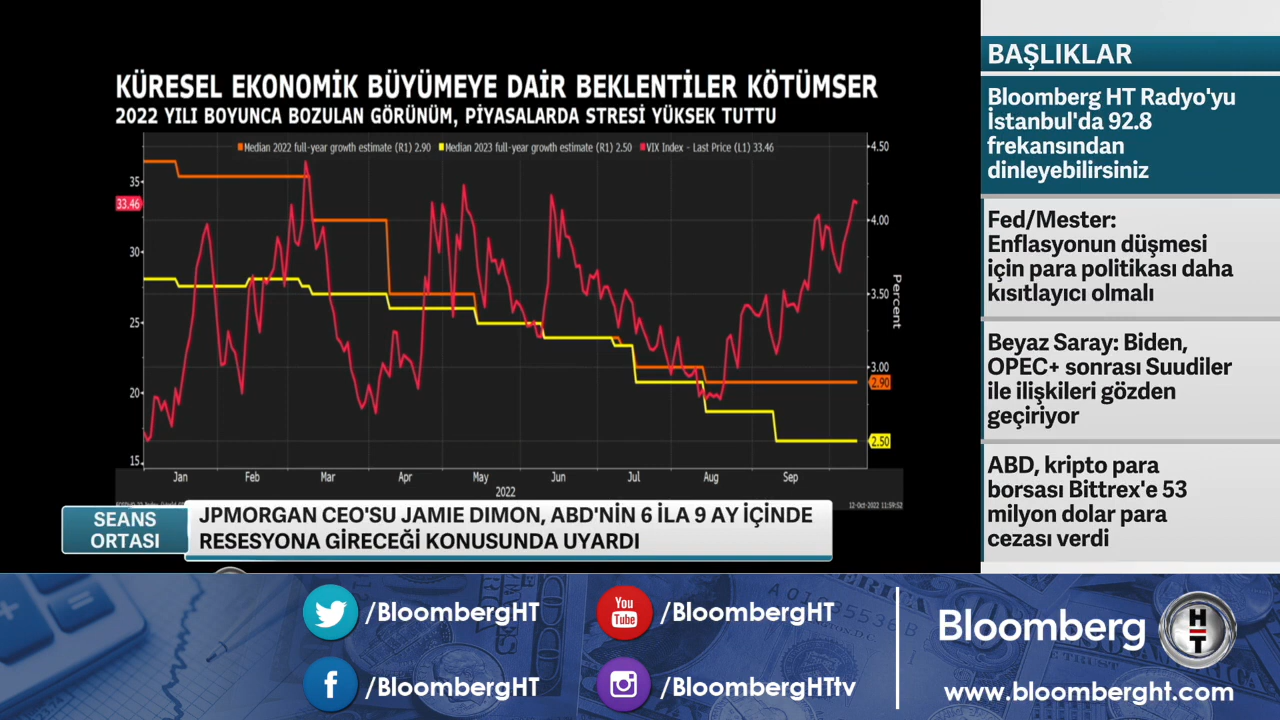 KÜRESEL EKONOMİK BÜYÜMEYE DAİR BEKLENTİLER KÖTÜMSER
2022 YILI BOYUNCA BOZULAN GÖRÜNÜM, PİYASALARDA STRESİ YÜKSEK TUTTU
Median 2022 full-year growth estimate (R1) 2.90 Median 2023 full-year growth estimate (R1) 2.50 VIX Index - Last Price (L1) 33.46
35
33.46
30
25
20
15
4.50
4.00
3.50
3.00
2.90
2.50
Percent
Jan Feb Mar Apr May Jun Jul Aug Sep
2022
12-Oct-2022 11:59:52
SEANS
ORTASI
JPMORGAN CEO'SU JAMIE DIMON, ABD'NİN 6 İLA 9 AY İÇİNDE
RESESYONA GİRECEĞİ KONUSUNDA UYARDI
BAŞLIKLAR
Bloomberg HT Radyo'yu
İstanbul'da 92.8
frekansından
dinleyebilirsiniz
Fed/Mester:
Enflasyonun düşmesi
için para politikası daha
kısıtlayıcı olmalı
Beyaz Saray: Biden,
OPEC+ sonrası Suudiler
ile ilişkileri gözden
geçiriyor
ABD, kripto para
borsası Bittrex'e 53
milyon dolar para
cezası verdi
/BloombergHT
You
Tube
/BloombergHT
/BloombergHT
/BloombergHTtv
Bloomberg HT
www.bloomberght.com